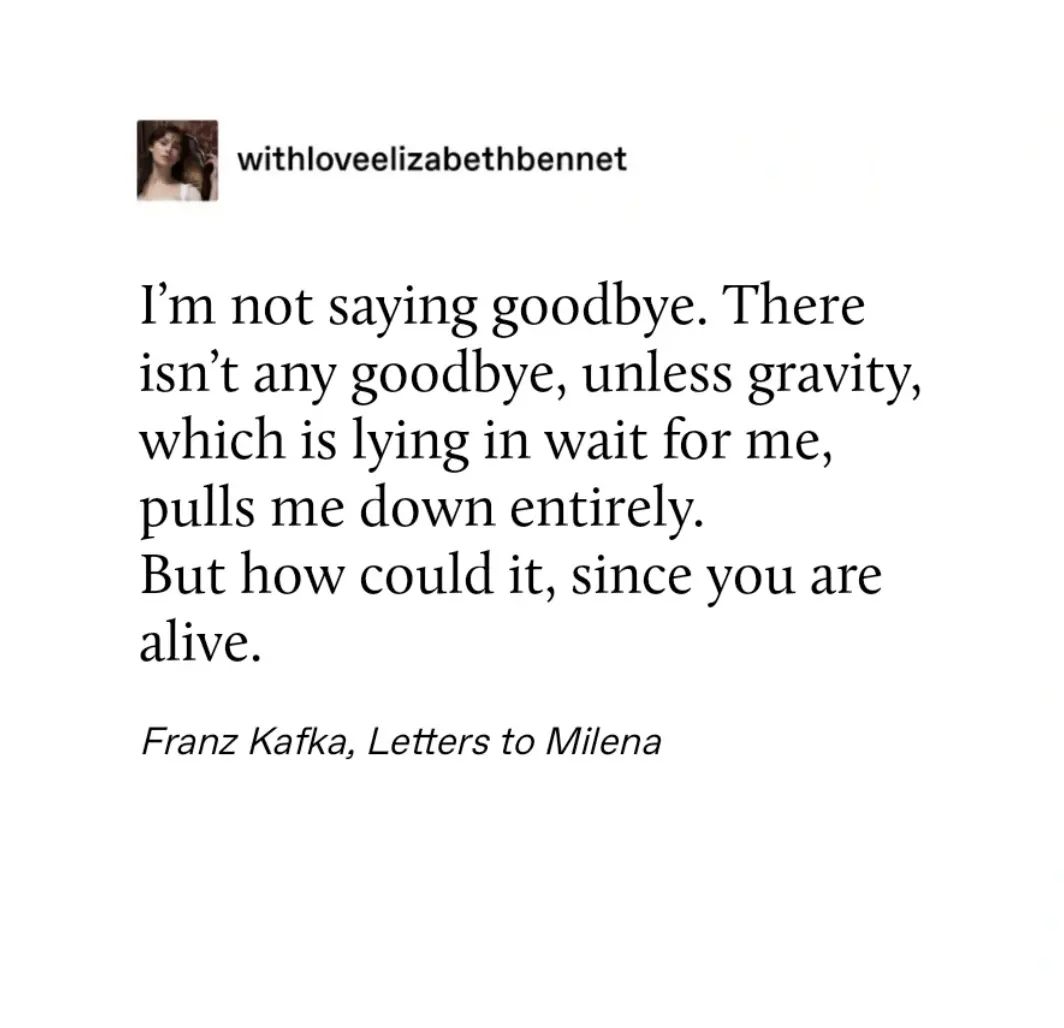 withloveelizabethbennet
I’m not saying goodbye. There
isn’t any goodbye, unless gravity,
which is lying in wait for me,
pulls me down entirely.
But how could it, since you are
alive.
Franz Kafka, Letters to Milena